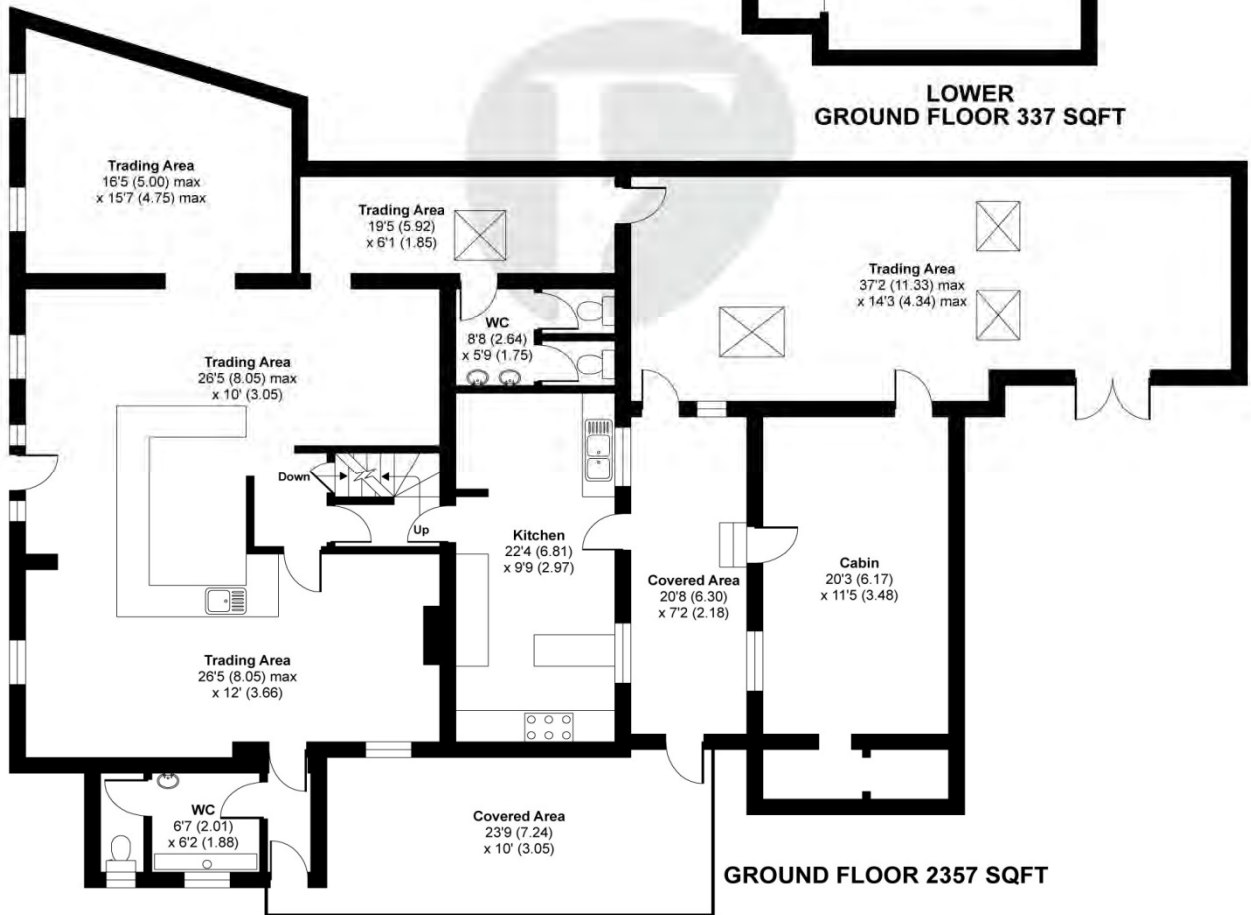 LOWER
GROUND FLOOR 337 SQFT
Trading Area
16'5 (5.00) max
x 15'7 (4.75) max
Trading Area
19'5 (5.92)
x 6'1 (1.85)
Trading Area
37'2 (11.33) max
x 14'3 (4.34) max
WC
8'8 (2.64)
x 5'9 (1.75)
Trading Area
26'5 (8.05) max
x 10' (3.05)
Down
Up
Kitchen
22'4 (6.81)
x 9'9 (2.97)
Covered Area
20'8 (6.30)
x 7'2 (2.18)
Cabin
20'3 (6.17)
x 11'5 (3.48)
Trading Area
26'5 (8.05) max
x 12' (3.66)
WC
6'7 (2.01)
x 6'2 (1.88)
Covered Area
23'9 (7.24)
x 10' (3.05)
GROUND FLOOR 2357 SQFT